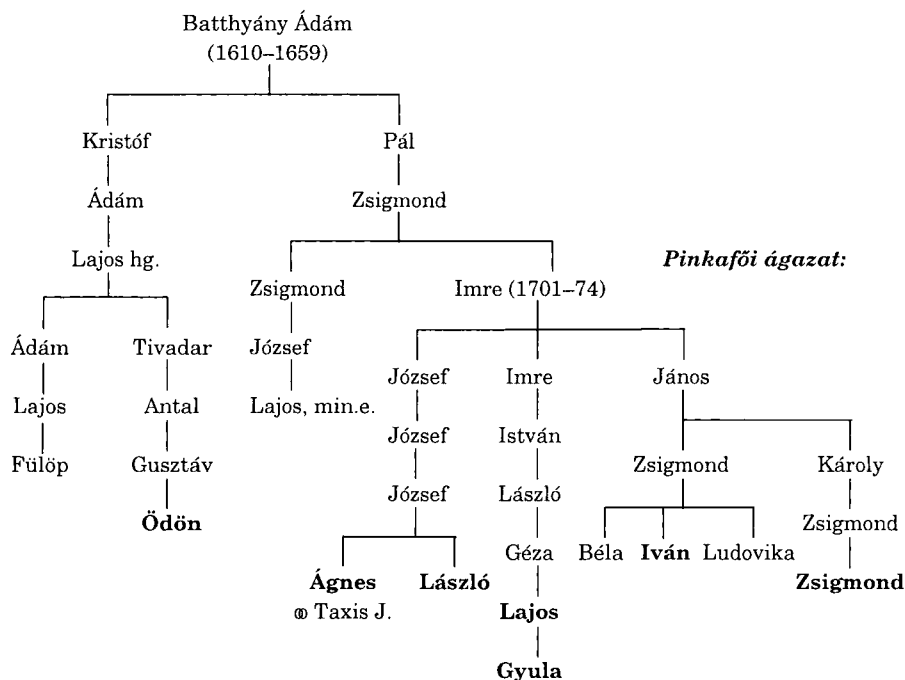 Batthyány Ádám
(1610–1659)
Kristóf Pál
Ádám Zsigmond
Lajos hg.
Pinkafői ágazat:
Zsigmond Imre (1701–74)
Ádám Tivadar József
József Imre János
Lajos Antal Lajos, min.e.
József István
Fülöp Gusztáv Zsigmond Károly
József László
Ödön Zsigmond
Géza Béla Iván Ludovika
Ágnes László Zsigmond
⚭ Taxis J. Lajos
Gyula